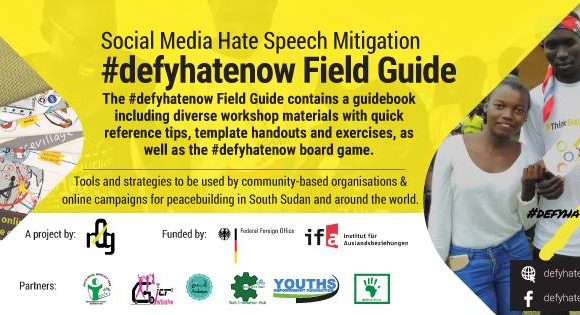 Social Media Hate Speech Mitigation
#defyhatenow Field Guide
The #defyhatenow Field Guide contains a guidebook
including diverse workshop materials with quick
reference tips, template handouts and exercises, as
well as the #defyhatenow board game.
Tools and strategies to be used by community-based organisations &
online campaigns for peacebuilding in South Sudan and around the world.
A project by:
Funded by:
Federal Foreign Office
ifa
Institut für
Auslandsbeziehungen
Partners:
YOUTHS
EMPOWERMENT FOUNDATION
#Think
#DEFYHA
defyhate
defyhate